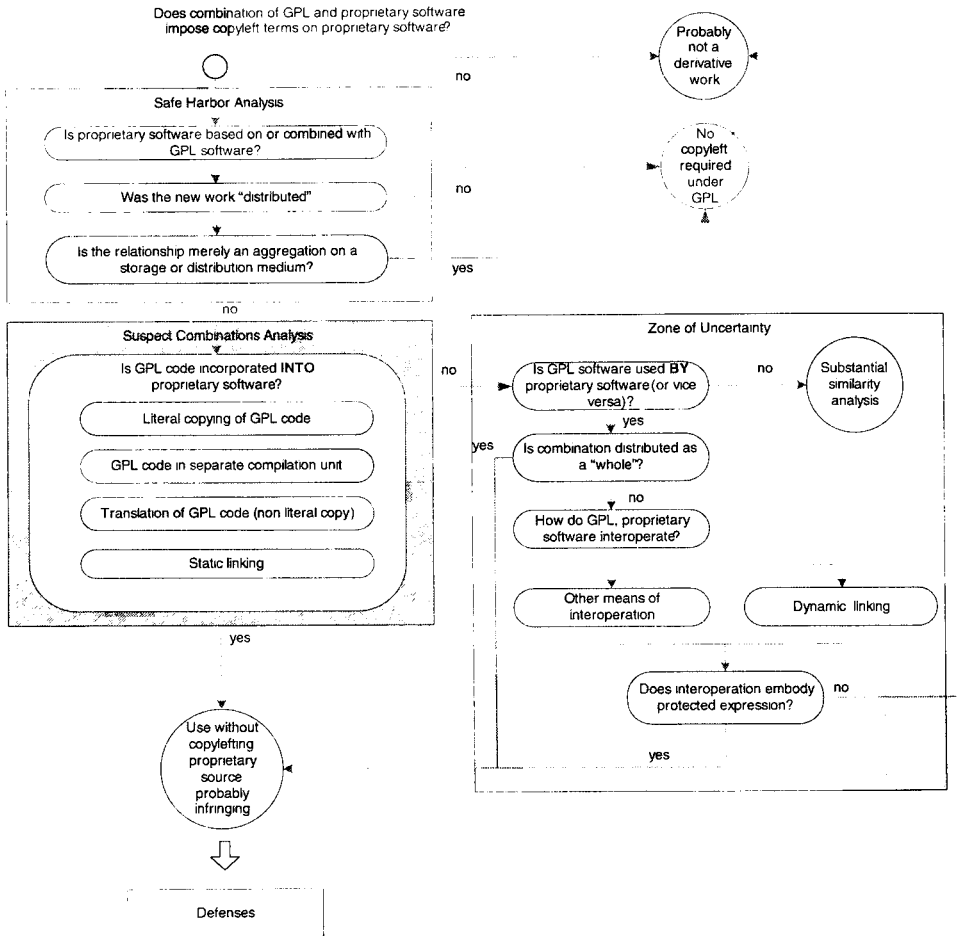 Does combination of GPL and proprietary software
impose copyleft terms on proprietary software?
Probably
not a
derivative
work
no
Safe Harbor Analysis
Is proprietary software based on or combined with
GPL software?
No
copyleft
required
under
GPL
no
Was the new work "distributed"
Is the relationship merely an aggregation on a
storage or distribution medium?
yes
no
Suspect Combinations Analysis
Is GPL code incorporated INTO
proprietary software?
no
Literal copying of GPL code
GPL code in separate compilation unit
Translation of GPL code (non literal copy)
Static linking
yes
Zone of Uncertainty
Is GPL software used BY
proprietary software (or vice
versa)?
no
Substantial
similarity
analysis
yes
yes
Is combination distributed as
a "whole"?
no
How do GPL, proprietary
software interoperate?
Other means of
interoperation
Dynamic linking
Does interoperation embody
protected expression?
no
yes
Use without
copylefting
proprietary
source
probably
infringing
Defenses